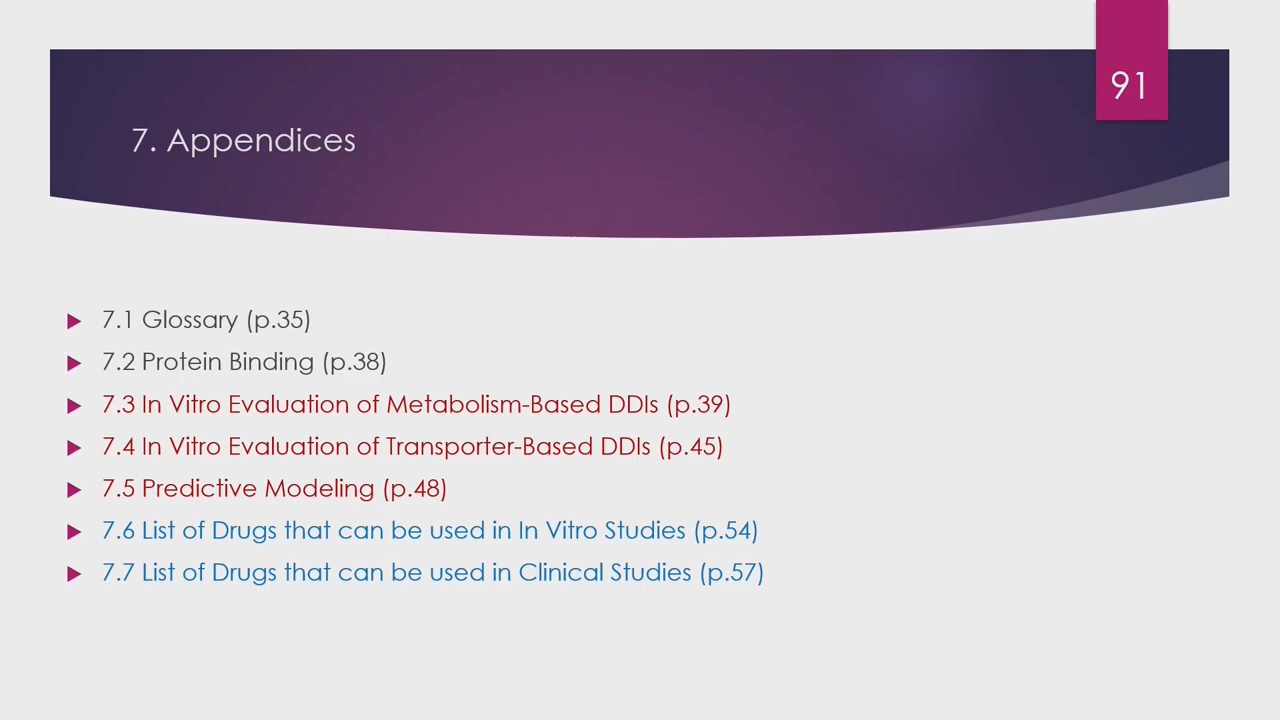 91
7. Appendices
7.1 Glossary (p.35)
7.2 Protein Binding (p.38)
7.3 In Vitro Evaluation of Metabolism-Based DDIs (p.39)
7.4 In Vitro Evaluation of Transporter-Based DDIs (p.45)
7.5 Predictive Modeling (p.48)
7.6 List of Drugs that can be used in In Vitro Studies (p.54)
7.7 List of Drugs that can be used in Clinical Studies (p.57)